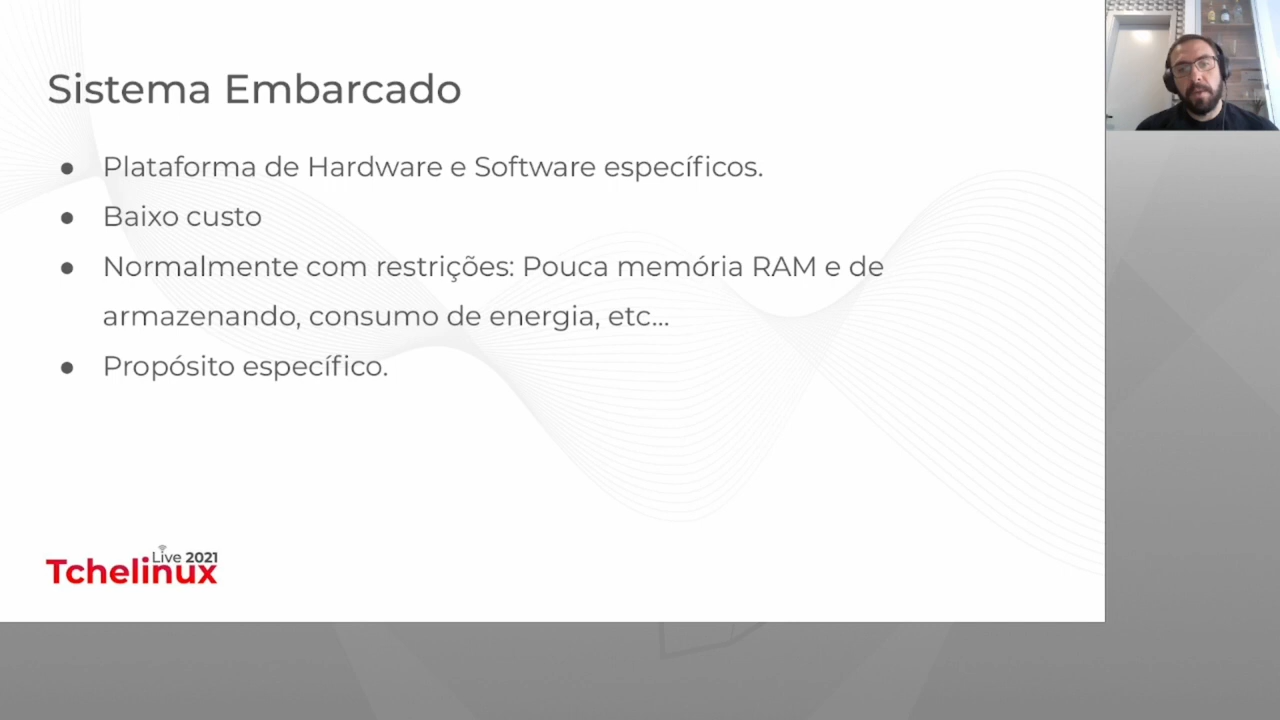 Sistema Embarcado
● Plataforma de Hardware e Software específicos.
● Baixo custo
● Normalmente com restrições: Pouca memória RAM e de
armazenando, consumo de energia, etc...
● Propósito específico.
Live 2021
Tchelinux